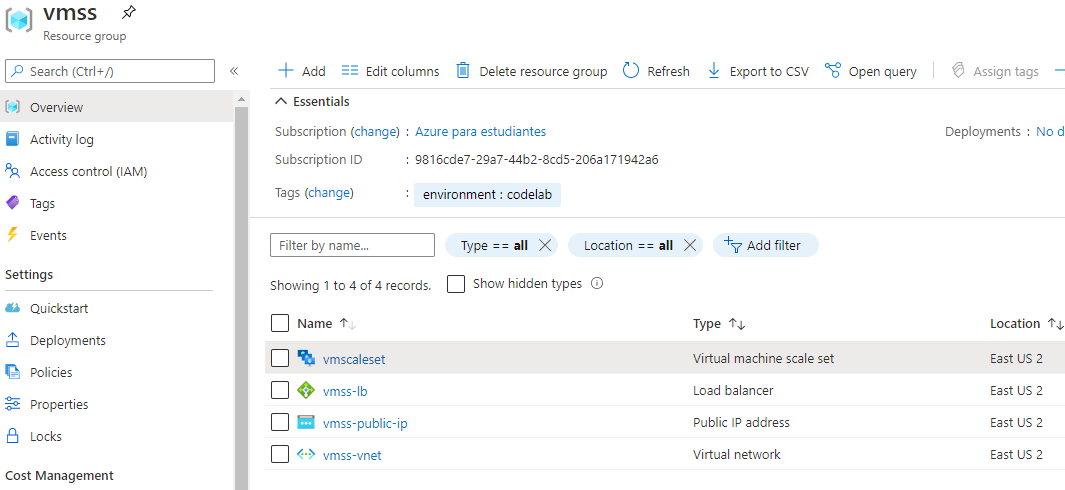 vmss
Resource group
Search (Ctrl+/)
«
Add
Edit columns
Delete resource group
Refresh
Export to CSV
Open query
Assign tags
Overview
Activity log
Access control (IAM)
Tags
Events
Settings
Quickstart
Deployments
Policies
Properties
Locks
Cost Management
Essentials
Subscription (change) : Azure para estudiantes
Deployments : No d
Subscription ID : 9816cde7-29a7-44b2-8cd5-206a171942a6
Tags (change) : environment : codelab
Filter by name...
Type == all
Location == all
Add filter
Showing 1 to 4 of 4 records.
Show hidden types
Name Type Location
vmscaleset Virtual machine scale set East US 2
vmss-lb Load balancer East US 2
vmss-public-ip Public IP address East US 2
vmss-vnet Virtual network East US 2